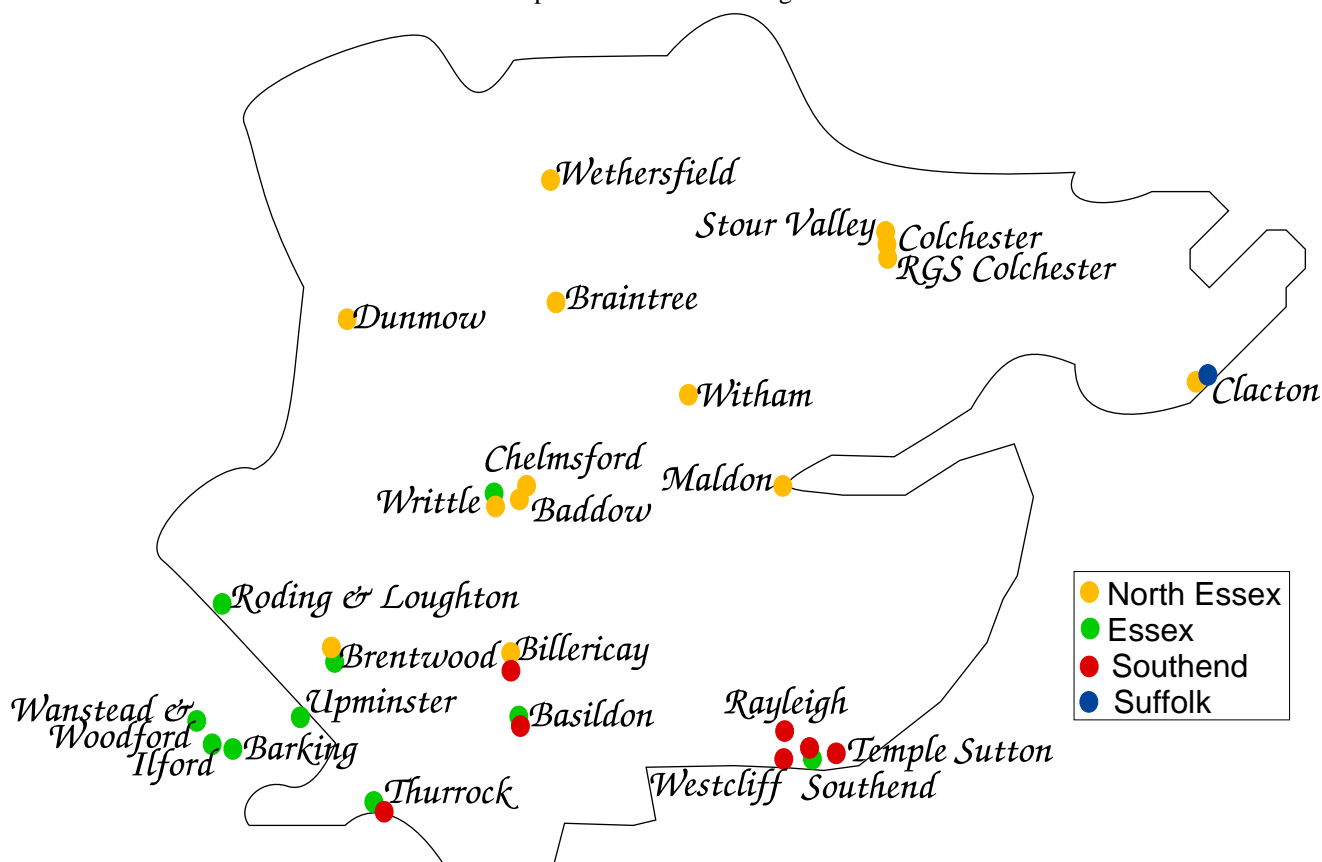 Wethersfield
Stour Valley
Colchester
RGS Colchester
Braintree
Dunmow
Clacton
Witham
Chelmsford
Maldon
Writtle
Baddow
Roding & Loughton
North Essex
Essex
Southend
Suffolk
Brentwood
Billericay
Upminster
Wanstead &
Woodford
Ilford
Barking
Basildon
Rayleigh
Temple Sutton
Westcliff
Southend
Thurrock